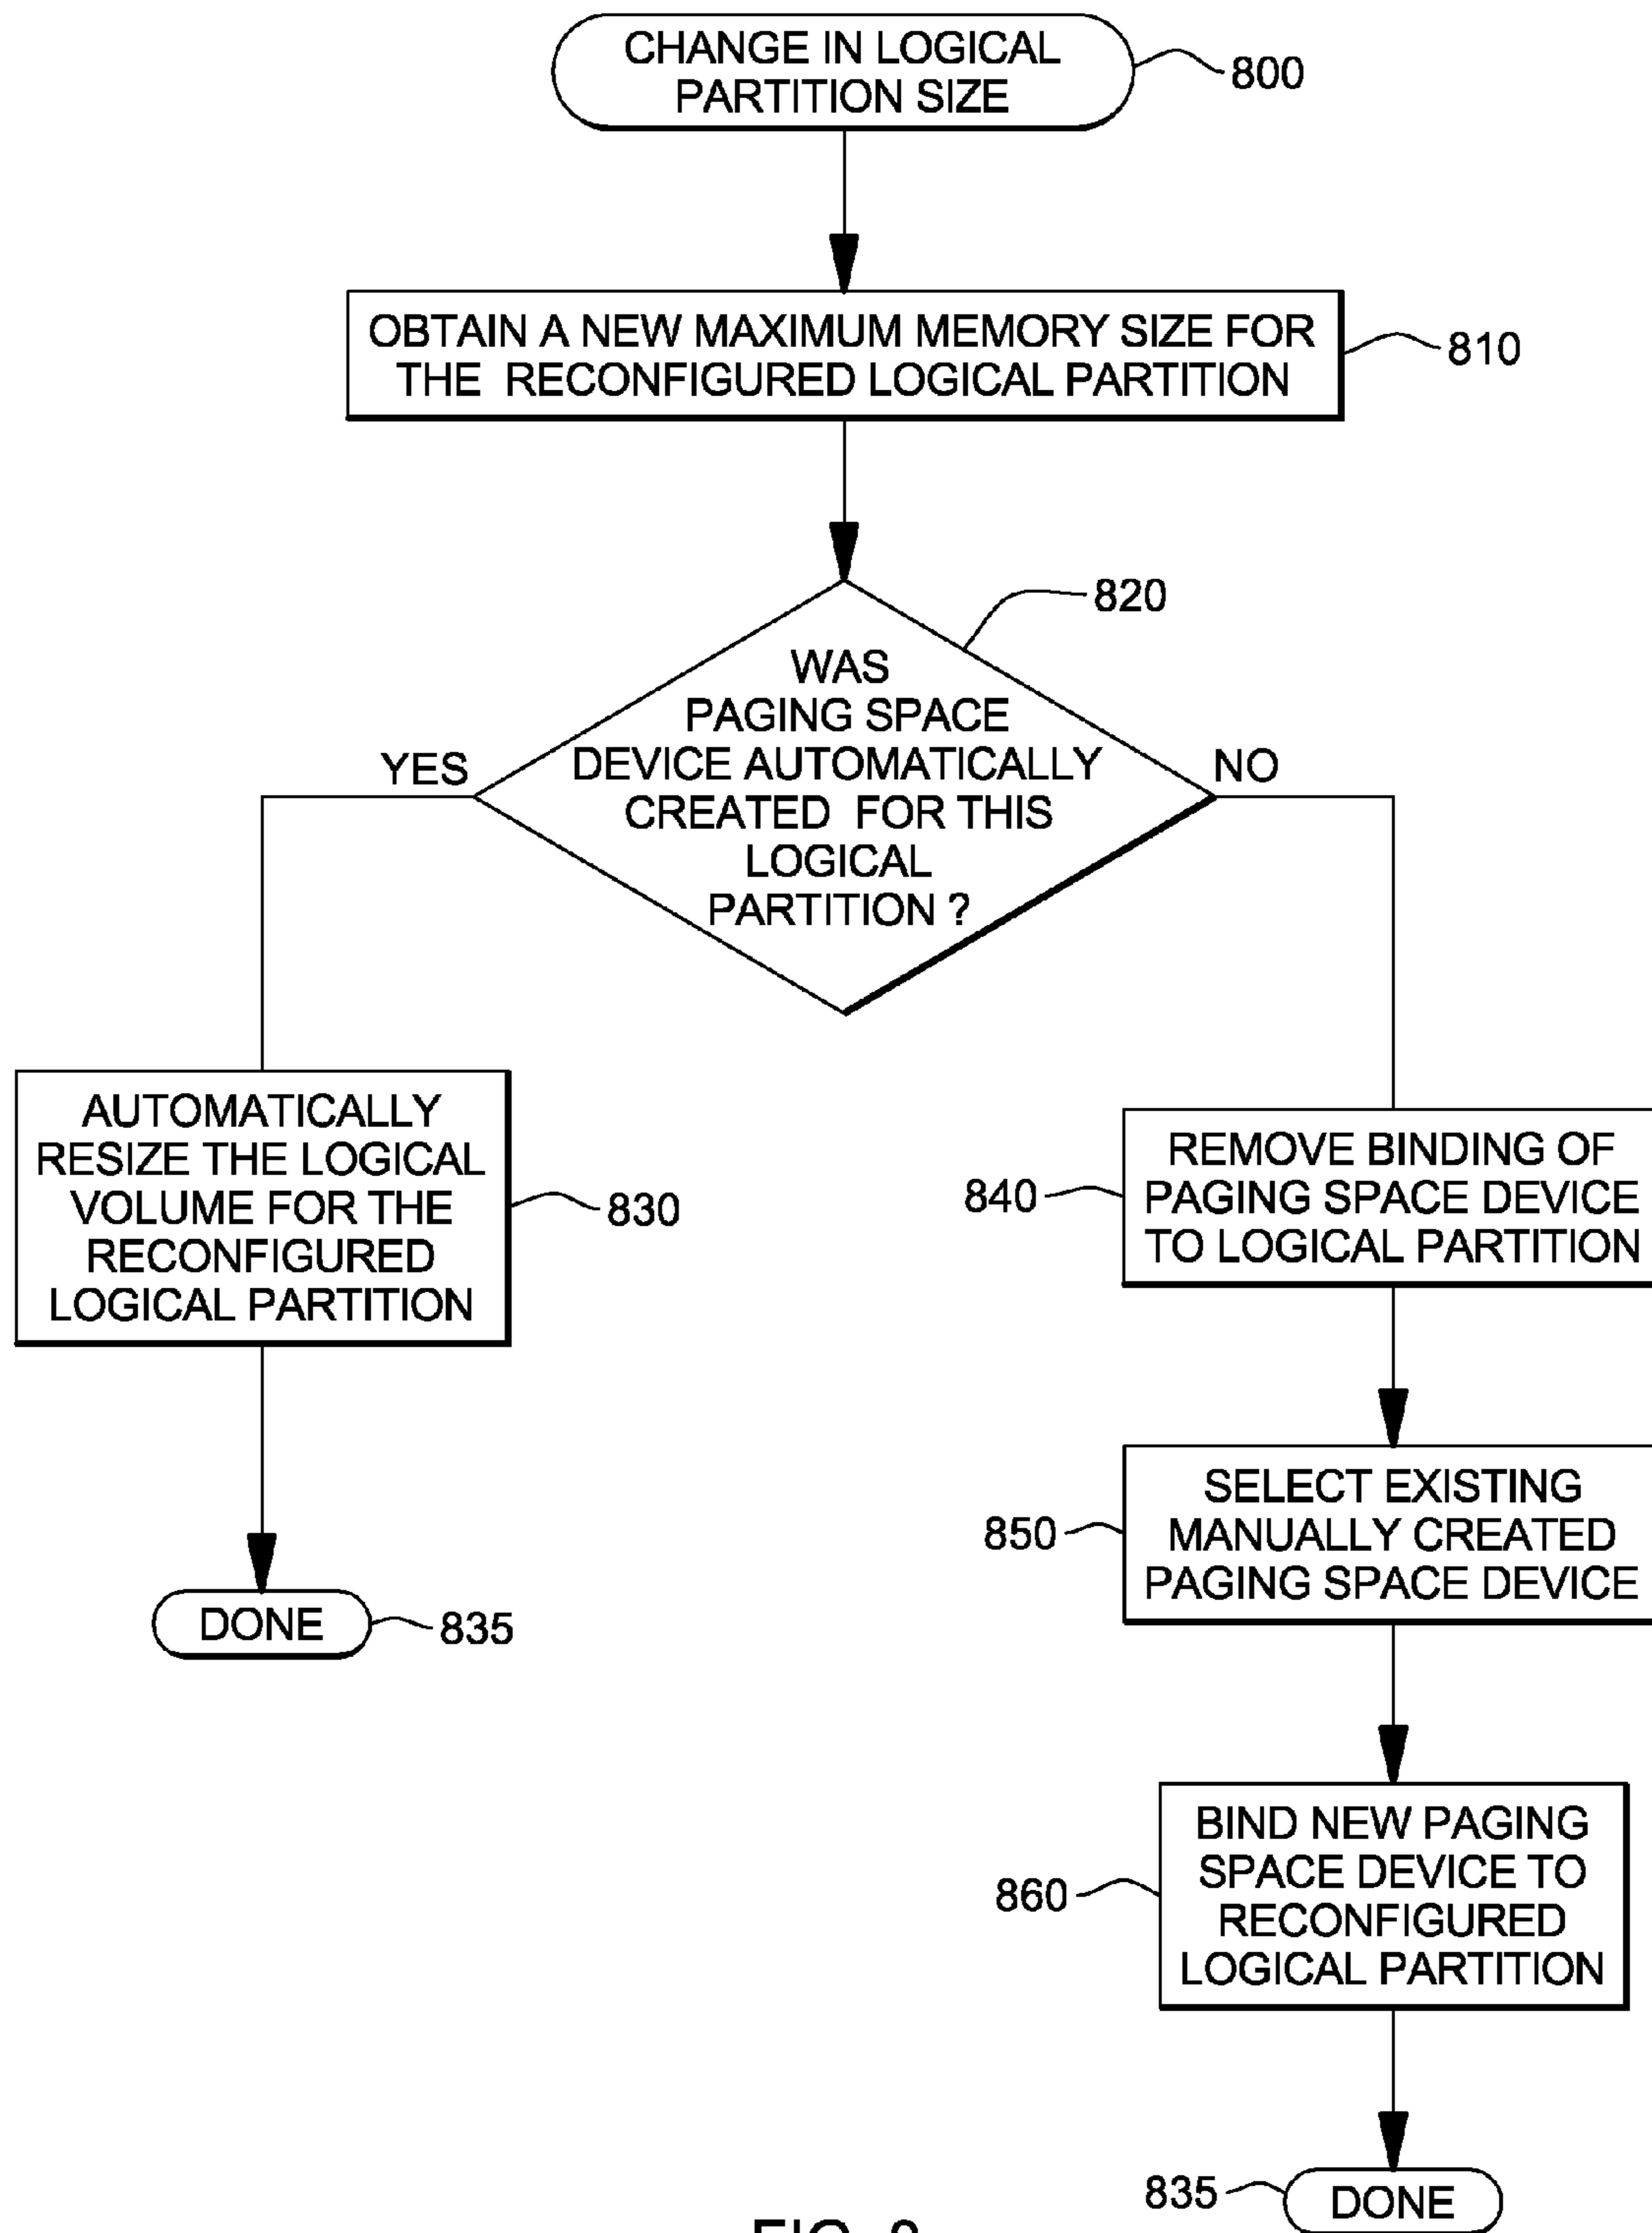 CHANGE IN LOGICAL
PARTITION SIZE
800
OBTAIN A NEW MAXIMUM MEMORY SIZE FOR
THE RECONFIGURED LOGICAL PARTITION
810
820
WAS
PAGING SPACE
DEVICE AUTOMATICALLY
CREATED FOR THIS
LOGICAL
PARTITION ?
YES
NO
AUTOMATICALLY
RESIZE THE LOGICAL
VOLUME FOR THE
RECONFIGURED
LOGICAL PARTITION
830
DONE
835
840
REMOVE BINDING OF
PAGING SPACE DEVICE
TO LOGICAL PARTITION
850
SELECT EXISTING
MANUALLY CREATED
PAGING SPACE DEVICE
860
BIND NEW PAGING
SPACE DEVICE TO
RECONFIGURED
LOGICAL PARTITION
835
DONE